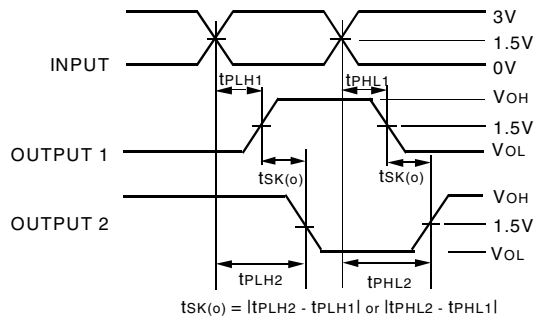 3V
1.5V
INPUT
0V
tPLH1
tPHL1
VOH
1.5V
OUTPUT 1
VOL
tSK(o)
tSK(o)
VOH
OUTPUT 2
1.5V
VOL
tPLH2
tPHL2
tSK(o) = |tPLH2 - tPLH1| or |tPHL2 - tPHL1|